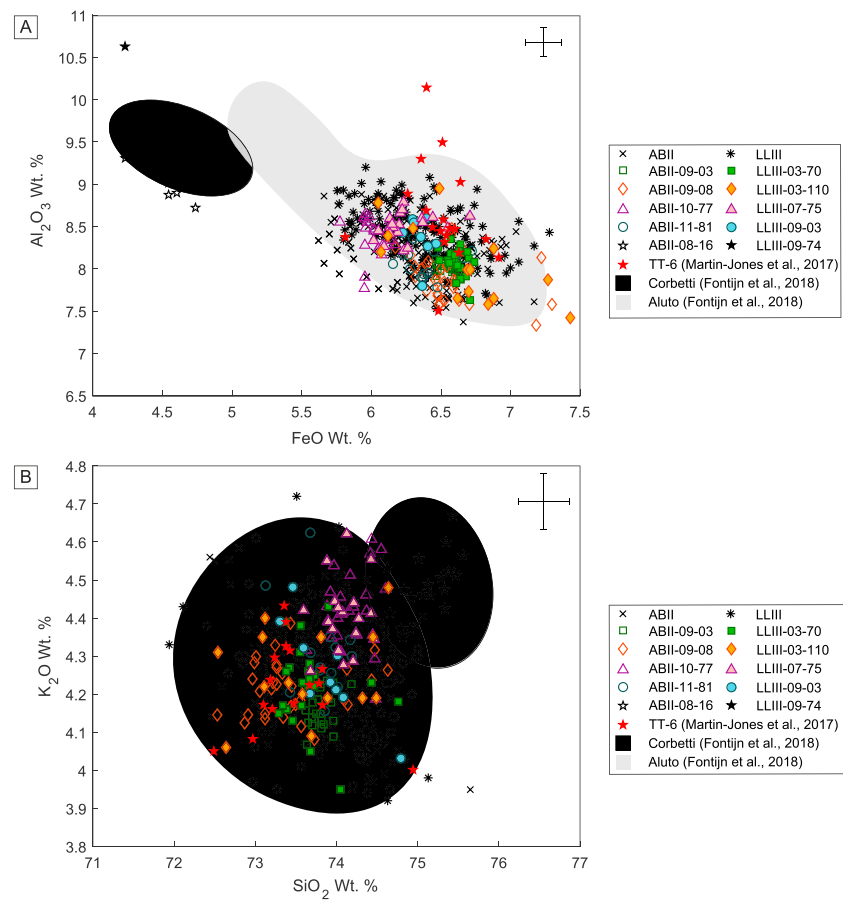 A
11
10.5
10
9.5
9
8.5
8
7.5
7
6.5
4 4.5 5 5.5 6 6.5 7 7.5
Al2O3 Wt. %
FeO Wt. %
ABII LLIII
ABII-09-03 LLIII-03-70
ABII-09-08 LLIII-03-110
ABII-10-77 LLIII-07-75
ABII-11-81 LLIII-09-03
ABII-08-16 LLIII-09-74
TT-6 (Martin-Jones et al., 2017)
Corbetti (Fontijn et al., 2018)
Aluto (Fontijn et al., 2018)
B
4.8
4.7
4.6
4.5
4.4
4.3
4.2
4.1
4
3.9
3.8
71 72 73 74 75 76 77
K2O Wt. %
SiO2 Wt. %
ABII LLIII
ABII-09-03 LLIII-03-70
ABII-09-08 LLIII-03-110
ABII-10-77 LLIII-07-75
ABII-11-81 LLIII-09-03
ABII-08-16 LLIII-09-74
TT-6 (Martin-Jones et al., 2017)
Corbetti (Fontijn et al., 2018)
Aluto (Fontijn et al., 2018)